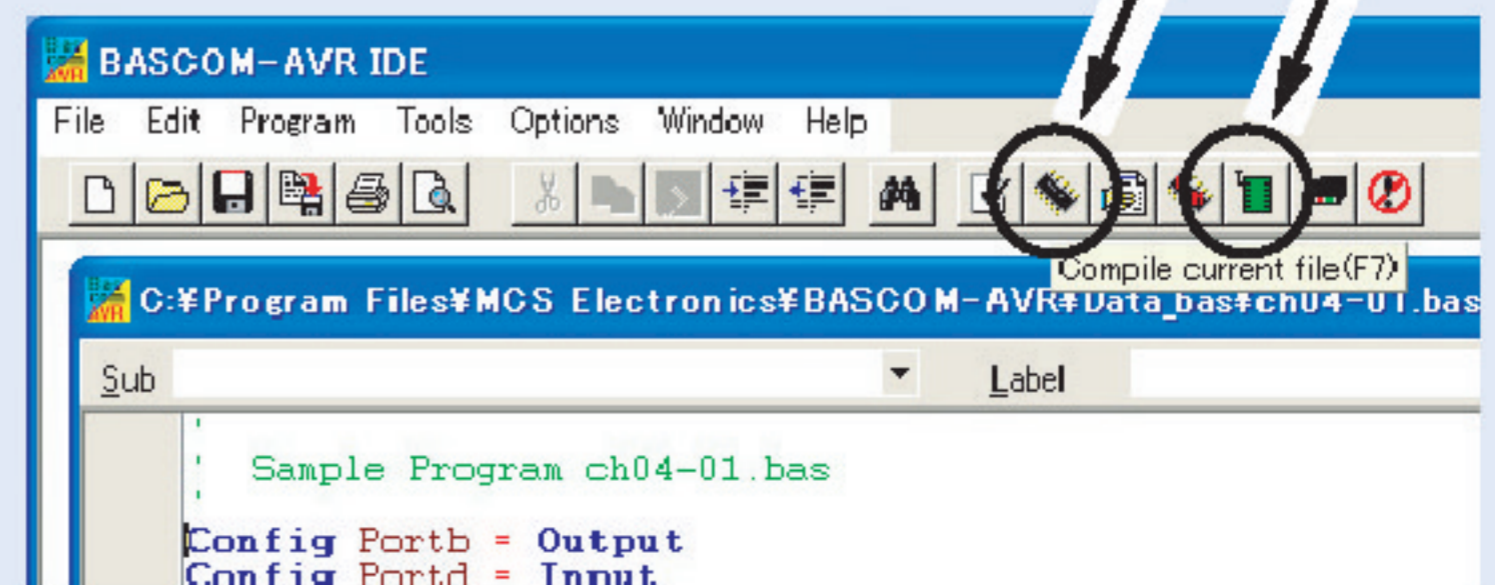 BASCOM-AVR IDE
File Edit Program Tools Options Window Help
Compile current file(F7)
C:¥Program Files¥MCS Electronics¥BASCOM-AVR¥Data_bas¥ch04-01.bas
Sub Label
'
' Sample Program ch04-01.bas
'
Config Portb = Output
Config Portd = Input